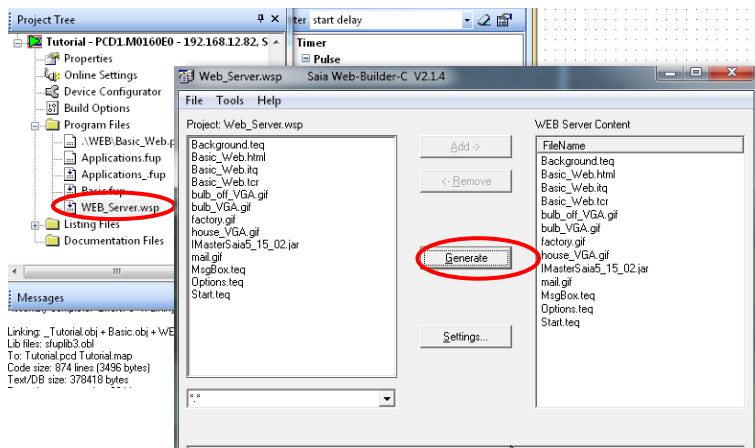 Project Tree
ter start delay
Tutorial - PCD1.M0160E0 - 192.168.12.82, S
Properties
Online Settings
Device Configurator
Build Options
Program Files
.\WEB\Basic_Web.p
Applications.fup
Applications_.fup
Basic.fup
WEB_Server.wsp
Listing Files
Documentation Files
Timer
Pulse
Messages
Linking: _Tutorial.obj + Basic.obj + WE
Lib files: sfuplib3.obl
To: Tutorial.pcd Tutorial.map
Code size: 874 lines (3496 bytes)
Text/DB size: 378418 bytes
Web_Server.wsp Saia Web-Builder-C V2.1.4
File Tools Help
Project: Web_Server.wsp
Background.teq
Basic_Web.html
Basic_Web.itq
Basic_Web.tcr
bulb_off_VGA.gif
bulb_VGA.gif
factory.gif
house_VGA.gif
IMasterSaia5_15_02.jar
mail.gif
MsgBox.teq
Options.teq
Start.teq
*.*
Add ->
<- Remove
Generate
Settings...
WEB Server Content
FileName
Background.teq
Basic_Web.html
Basic_Web.itq
Basic_Web.tcr
bulb_off_VGA.gif
bulb_VGA.gif
factory.gif
house_VGA.gif
IMasterSaia5_15_02.jar
mail.gif
MsgBox.teq
Options.teq
Start.teq